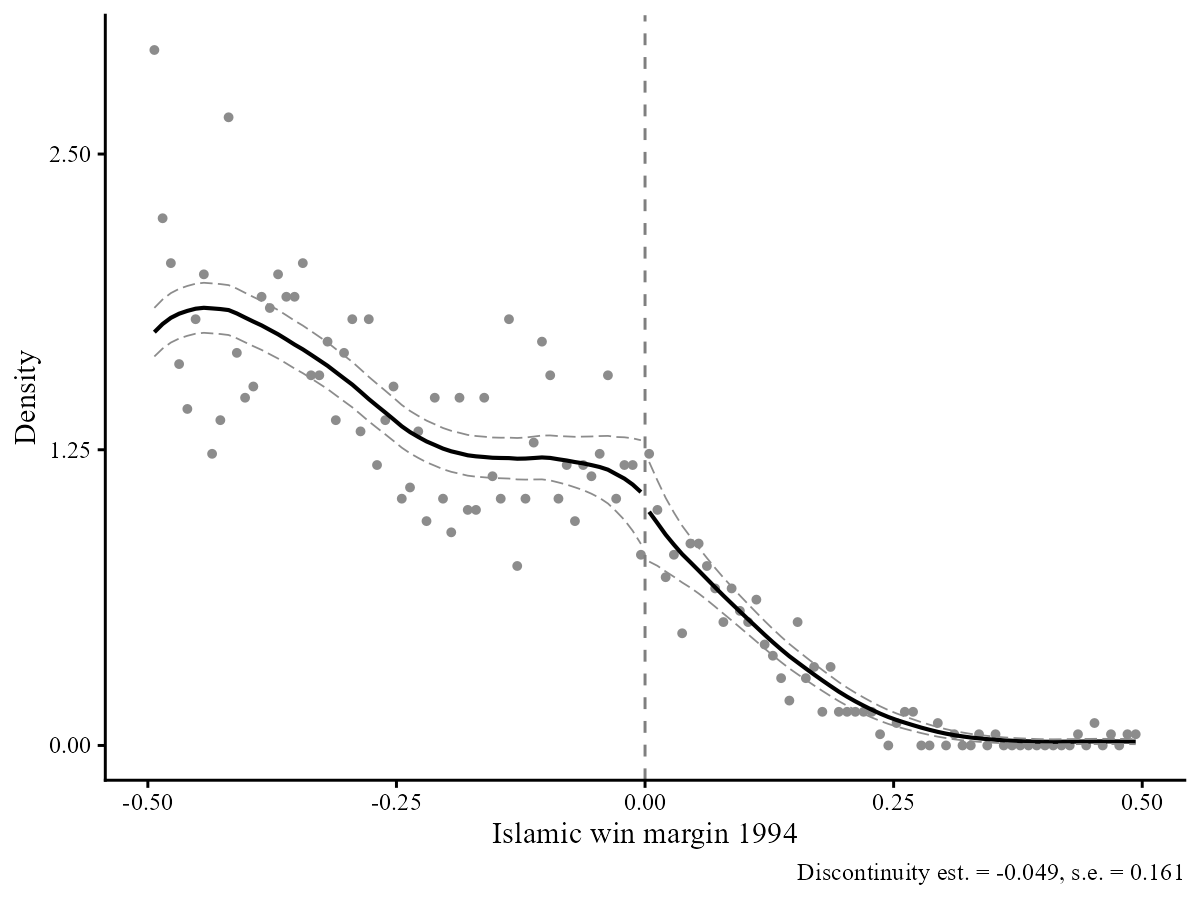 Density
2.50
1.25
0.00
-0.50 -0.25 0.00 0.25 0.50
Islamic win margin 1994
Discontinuity est. = -0.049, s.e. = 0.161